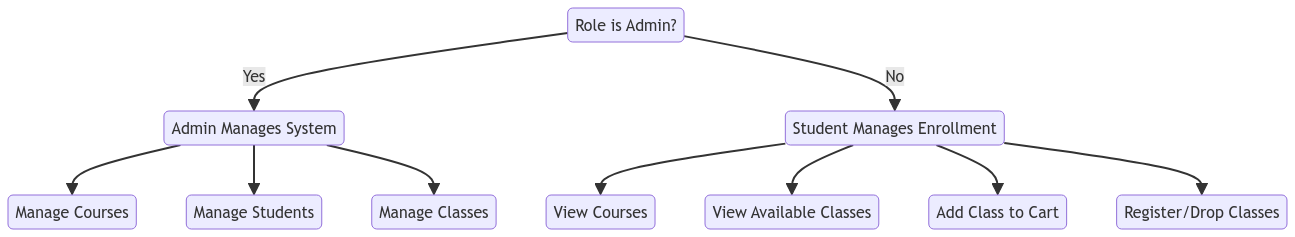 Role is Admin?
Yes
No
Admin Manages System
Student Manages Enrollment
Manage Courses
Manage Students
Manage Classes
View Courses
View Available Classes
Add Class to Cart
Register/Drop Classes